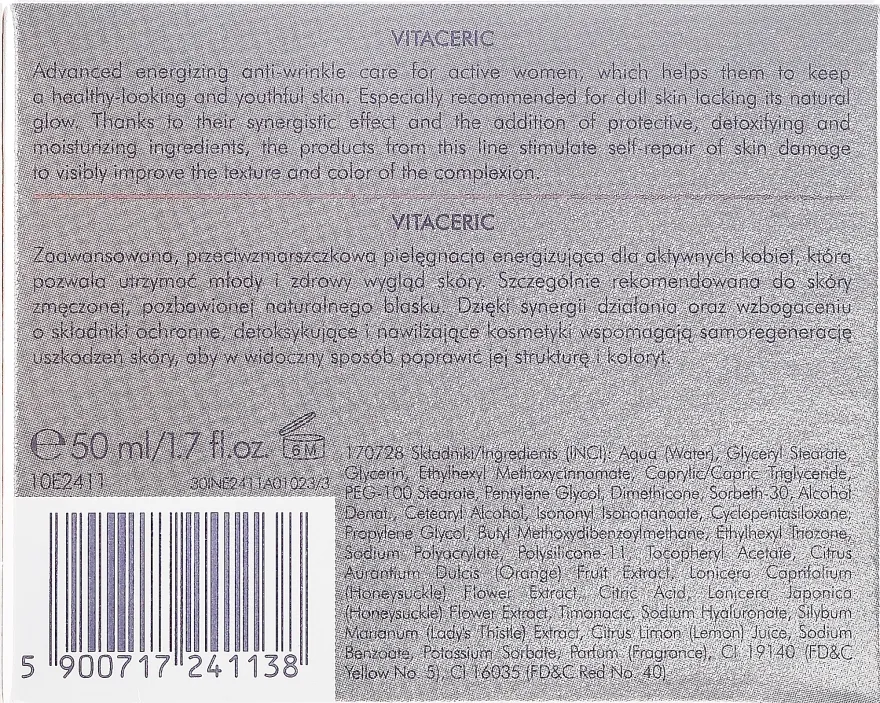 VITACERIC
Advanced energizing anti-wrinkle care for active women, which helps them to keep
a healthy-looking and youthful skin. Especially recommended for dull skin lacking its natural
glow. Thanks to their synergistic effect and the addition of protective, detoxifying and
moisturizing ingredients, the products from this line stimulate self-repair of skin damage
to visibly improve the texture and color of the complexion.
VITACERIC
Zaawansowana, przeciwzmarszczkowa pielęgnacja energizująca dla aktywnych kobiet, która
pozwala utrzymać młody i zdrowy wygląd skóry. Szczególnie rekomendowana do skóry
zmęczonej, pozbawionej naturalnego blasku. Dzięki synergii działania oraz wzbogaceniu
o składniki ochronne, detoksykujące i nawilżające kosmetyki wspomagają samoregenerację
uszkodzeń skóry, aby w widoczny sposób poprawić jej strukturę i koloryt.
℮ 50 ml/1.7 fl.oz. 6 M
10E2411 30INE2411A01023/3
170728 Składniki/Ingredients (INCI): Aqua (Water), Glyceryl Stearate,
Glycerin, Ethylhexyl Methoxycinnamate, Caprylic/Capric Triglyceride,
PEG-100 Stearate, Pentylene Glycol, Dimethicone, Sorbeth-30, Alcohol
Denat., Cetearyl Alcohol, Isononyl Isononanoate, Cyclopentasiloxane,
Propylene Glycol, Butyl Methoxydibenzoylmethane, Ethylhexyl Triazone,
Sodium Polyacrylate, Polysilicone-11, Tocopheryl Acetate, Citrus
Aurantium Dulcis (Orange) Fruit Extract, Lonicera Caprifolium
(Honeysuckle) Flower Extract, Citric Acid, Lonicera Japonica
(Honeysuckle) Flower Extract, Timonacic, Sodium Hyaluronate, Silybum
Marianum (Lady's Thistle) Extract, Citrus Limon (Lemon) Juice, Sodium
Benzoate, Potassium Sorbate, Parfum (Fragrance), CI 19140 (FD&C
Yellow No. 5), CI 16035 (FD&C Red No. 40)
5 900717 241138